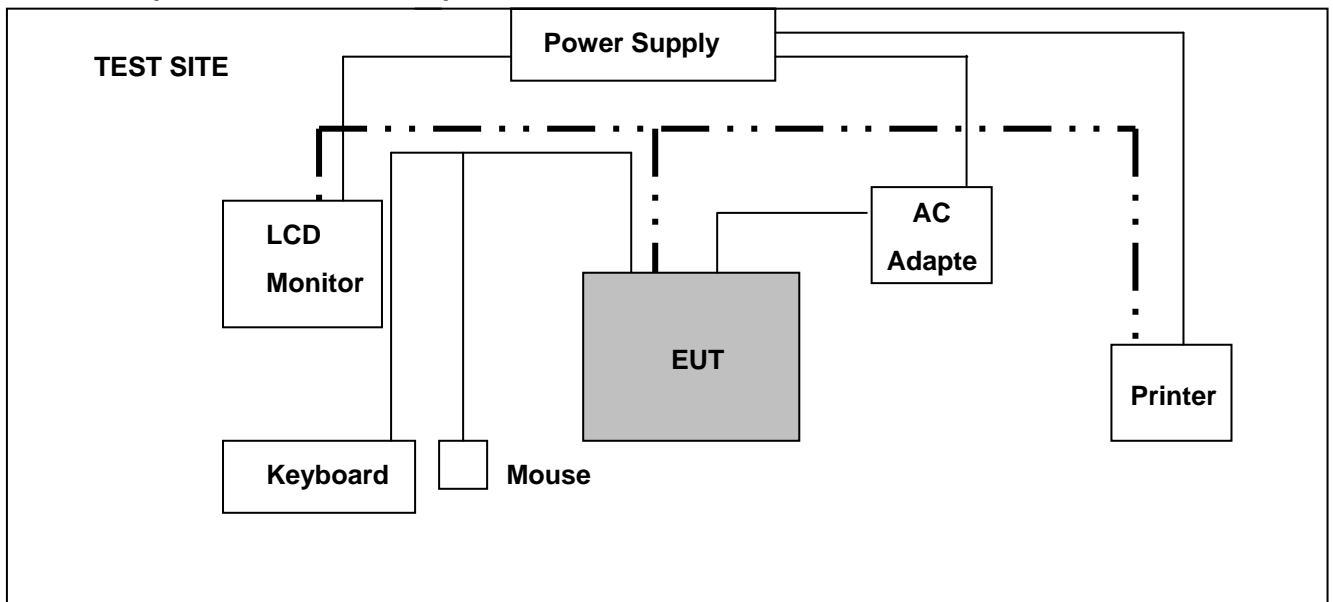 Power Supply
TEST SITE
LCD
Monitor
AC
Adapte
EUT
Printer
Keyboard
Mouse